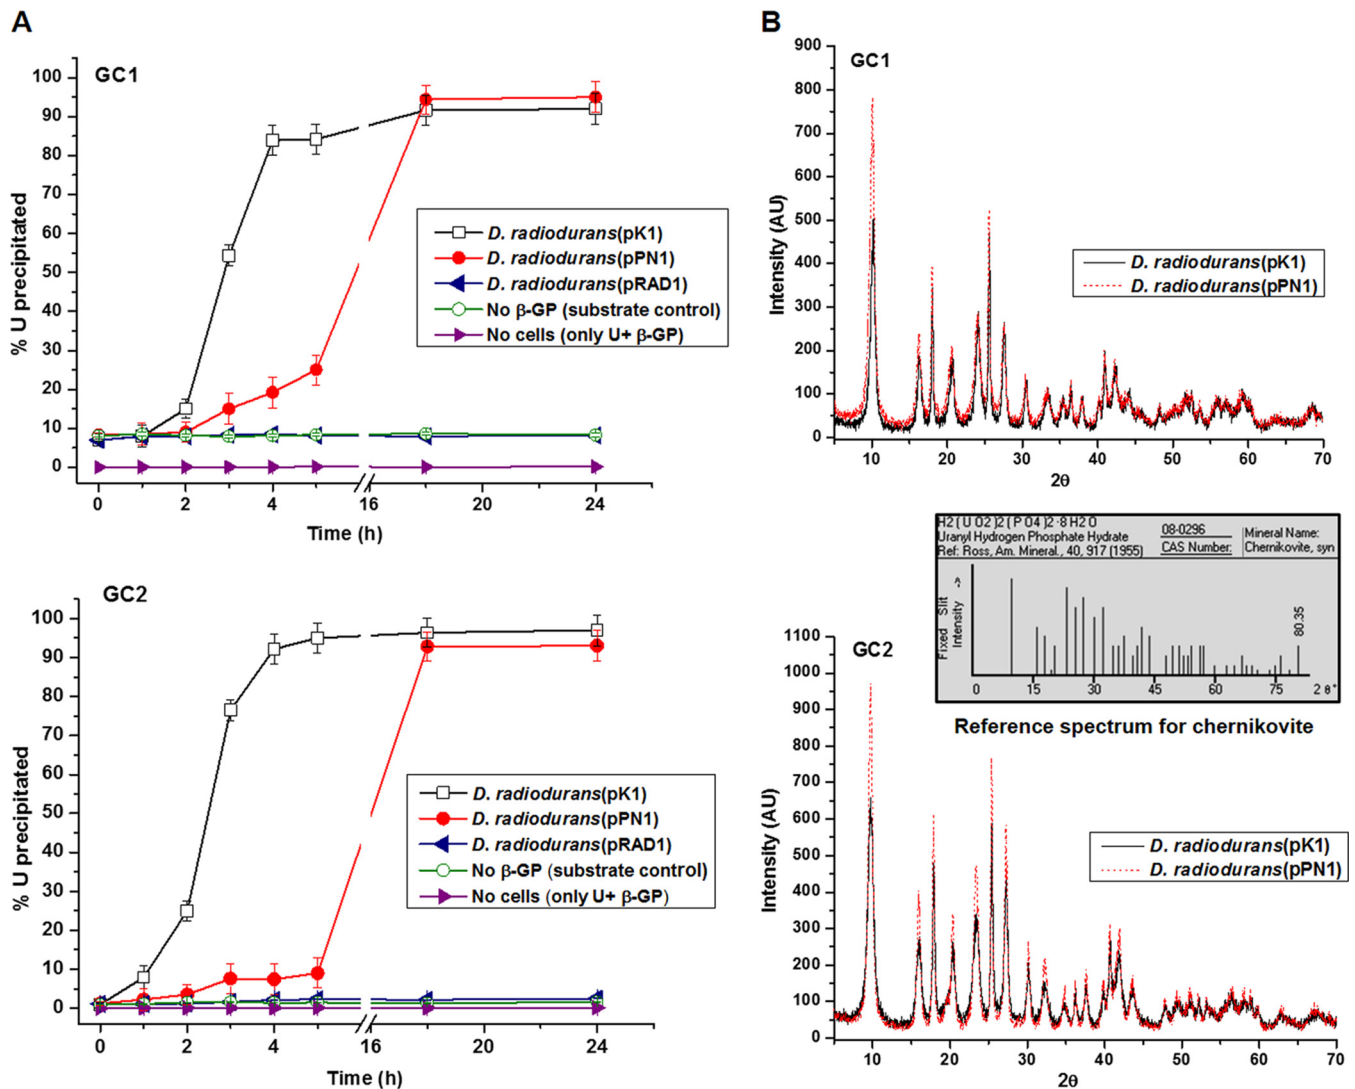 A
GC1
100
90
80
70
60
50
40
30
20
10
0
% U precipitated
D. radiodurans(pK1)
D. radiodurans(pPN1)
D. radiodurans(pRAD1)
No β-GP (substrate control)
No cells (only U+ β-GP)
0 2 4 16 20 24
Time (h)
GC2
100
90
80
70
60
50
40
30
20
10
0
% U precipitated
D. radiodurans(pK1)
D. radiodurans(pPN1)
D. radiodurans(pRAD1)
No β-GP (substrate control)
No cells (only U+ β-GP)
0 2 4 16 20 24
Time (h)
B
GC1
900
800
700
600
500
400
300
200
100
0
Intensity (AU)
D. radiodurans(pK1)
D. radiodurans(pPN1)
10 20 30 40 50 60 70
2θ
H2 ( U O2 )2 ( P O4 )2·8 H2 O
Uranyl Hydrogen Phosphate Hydrate
Ref: Ross, Am. Mineral., 40, 917 (1955)
08-0296
CAS Number:
Mineral Name:
Chernikovite, syn
Fixed Slit
Intensity ->
80.35
0 15 30 45 60 75 2 θ°
Reference spectrum for chernikovite
GC2
1100
1000
900
800
700
600
500
400
300
200
100
0
Intensity (AU)
D. radiodurans(pK1)
D. radiodurans(pPN1)
10 20 30 40 50 60 70
2θ